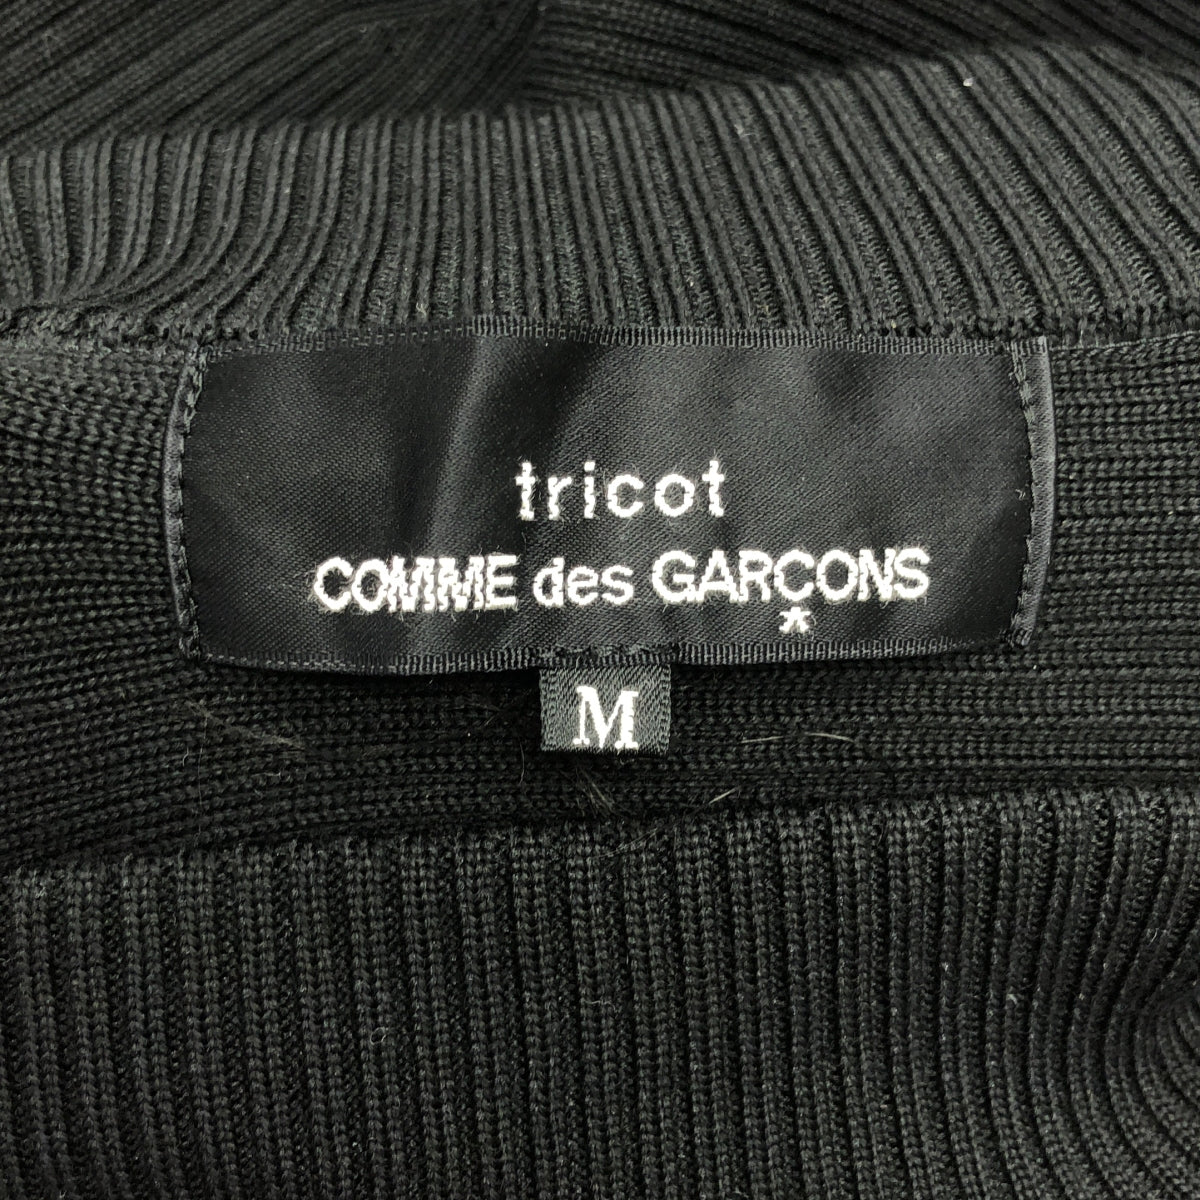 tricot
COMME des GARÇONS
*
M